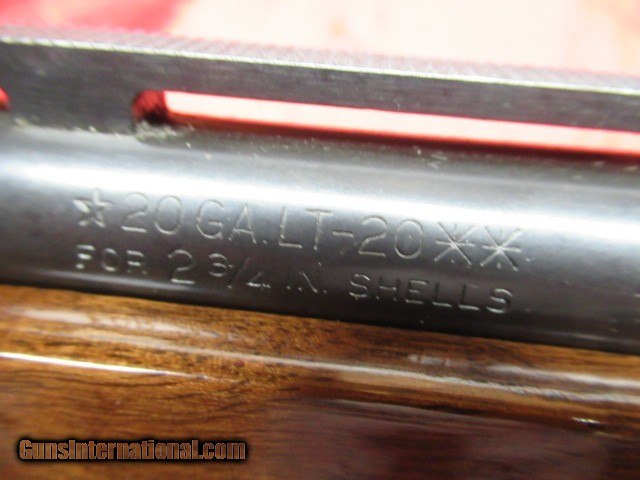 ☆20 GA. LT-20✳✳
FOR 2 3/4 IN. SHELLS
GunsInternational.com